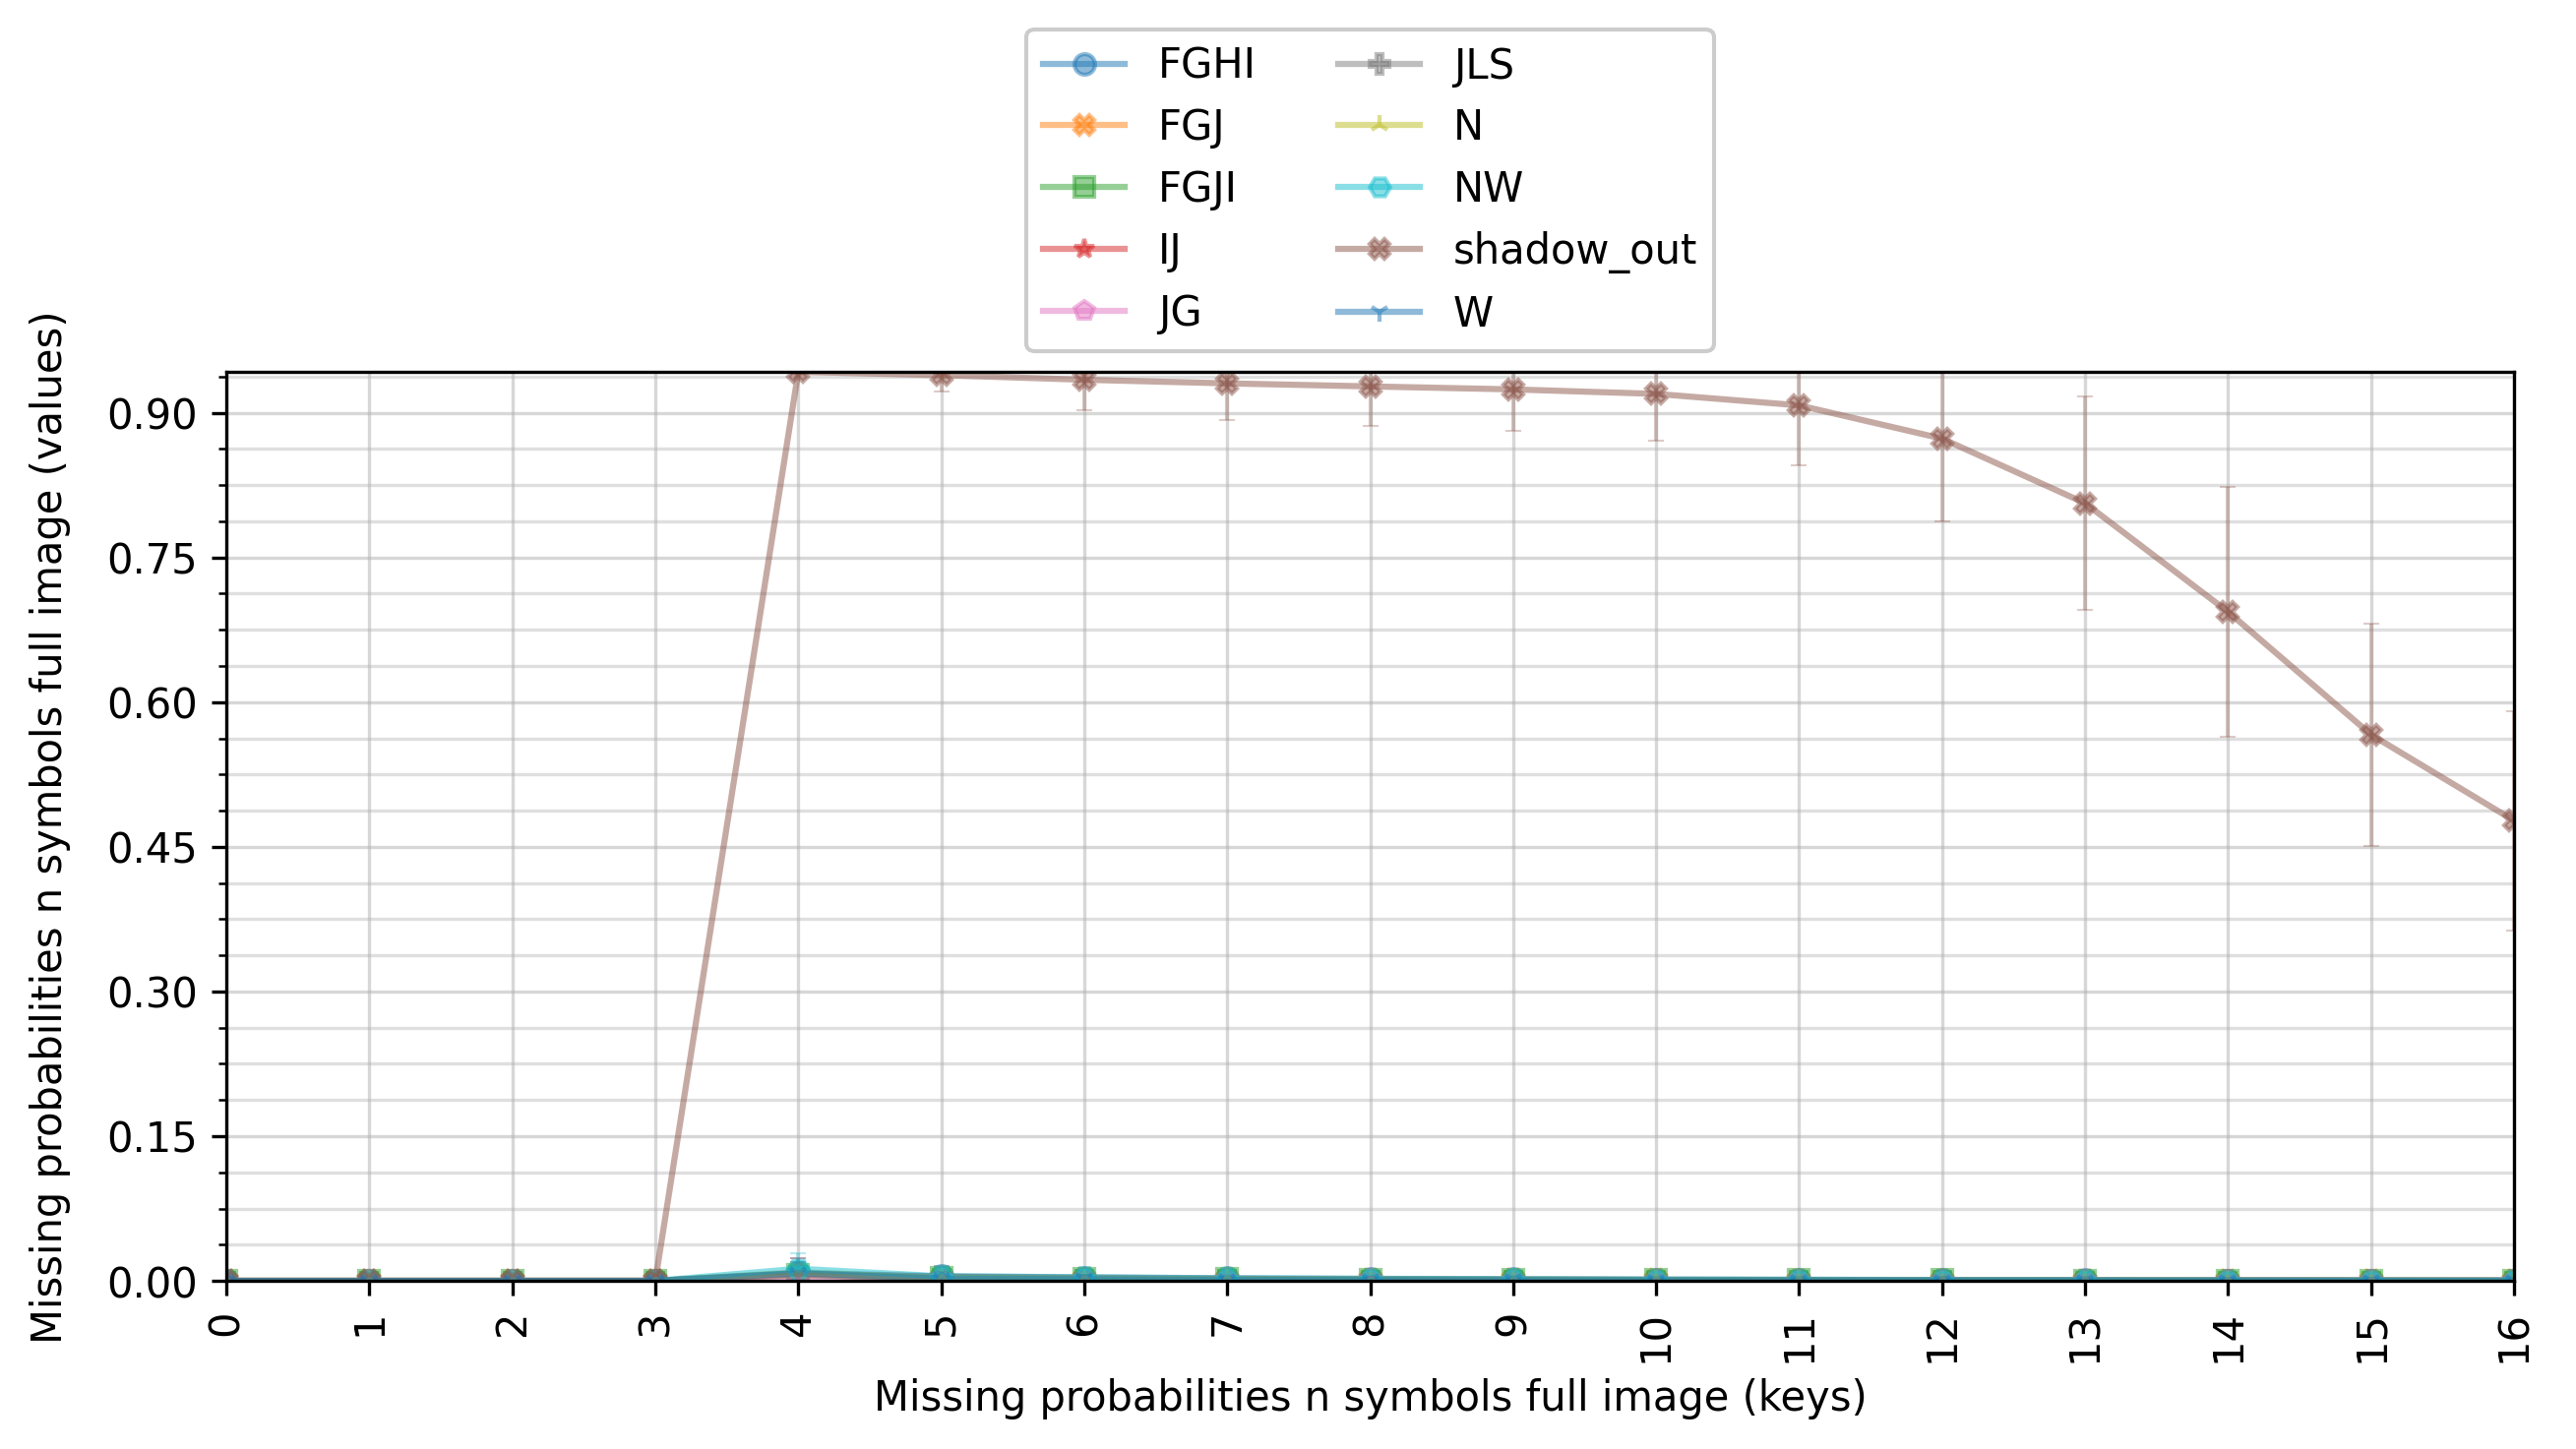 FGHI
FGJ
FGJI
IJ
JG
JLS
N
NW
shadow_out
W
Missing probabilities n symbols full image (values)
0.90
0.75
0.60
0.45
0.30
0.15
0.00
0 1 2 3 4 5 6 7 8 9 10 11 12 13 14 15 16
Missing probabilities n symbols full image (keys)